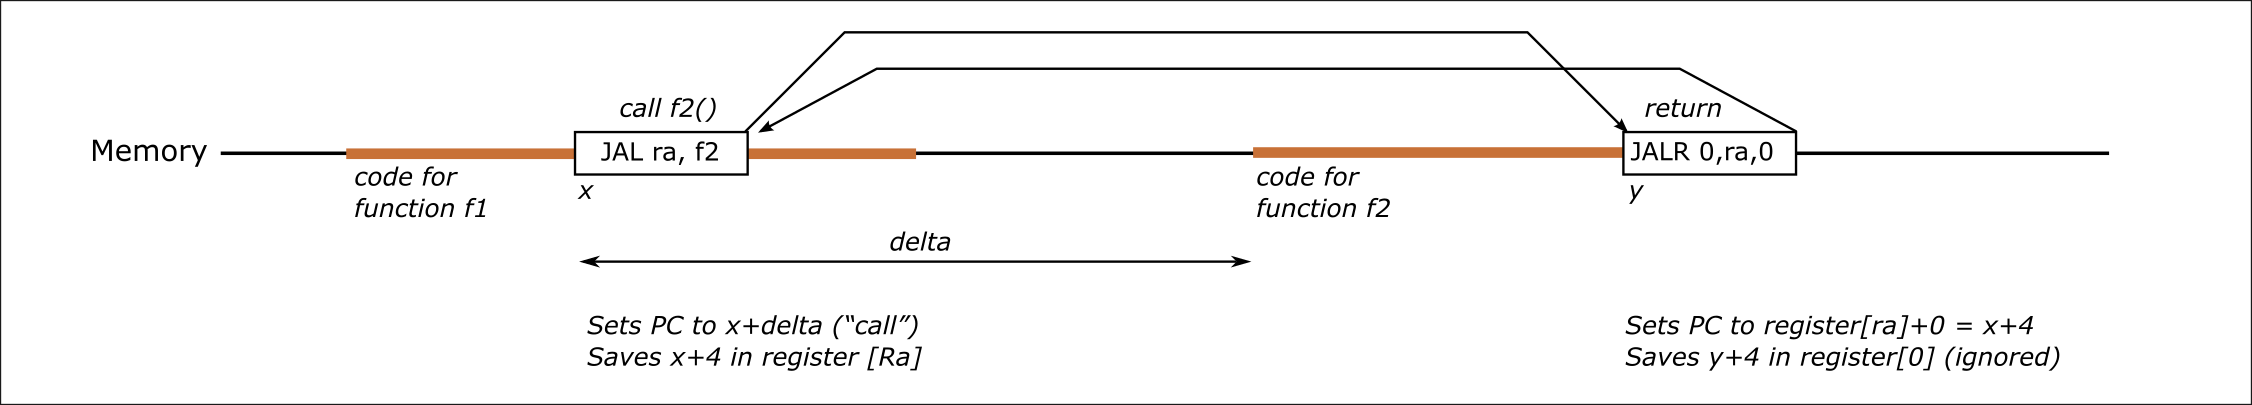 call f2()
return
Memory
JAL ra, f2
JALR 0,ra,0
code for
function f1
x
code for
function f2
y
delta
Sets PC to x+delta (“call”)
Saves x+4 in register [Ra]
Sets PC to register[ra]+0 = x+4
Saves y+4 in register[0] (ignored)